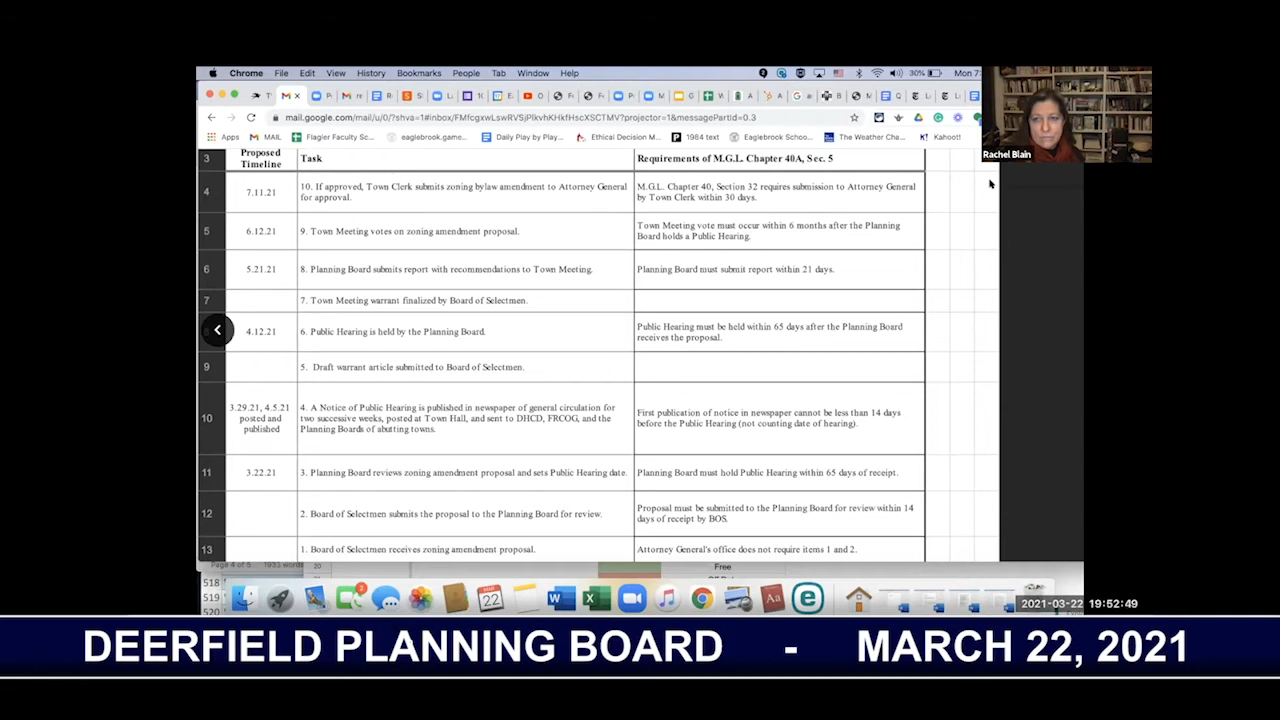 Chrome File Edit View History Bookmarks People Tab Window Help 30% Mon 7:
mail.google.com/mail/u/0/?shva=1#inbox/FMfcgxwLswRVSjPlkvhKHkfHscXSCTMV?projector=1&messagePartId=0.3
Apps MAIL Flagler Faculty Sc... eaglebrook.game... Daily Play by Play... Ethical Decision M... 1984 text Eaglebrook Schoo... The Weather Cha... Kahoot!
Rachel Blain
3 Proposed Timeline Task Requirements of M.G.L. Chapter 40A, Sec. 5
4 7.11.21 10. If approved, Town Clerk submits zoning bylaw amendment to Attorney General
for approval.
M.G.L. Chapter 40, Section 32 requires submission to Attorney General
by Town Clerk within 30 days.
5 6.12.21 9. Town Meeting votes on zoning amendment proposal.
Town Meeting vote must occur within 6 months after the Planning
Board holds a Public Hearing.
6 5.21.21 8. Planning Board submits report with recommendations to Town Meeting. Planning Board must submit report within 21 days.
7 7. Town Meeting warrant finalized by Board of Selectmen.
8 4.12.21 6. Public Hearing is held by the Planning Board.
Public Hearing must be held within 65 days after the Planning Board
receives the proposal.
9 5. Draft warrant article submitted to Board of Selectmen.
10 3.29.21, 4.5.21
posted and
published
4. A Notice of Public Hearing is published in newspaper of general circulation for
two successive weeks, posted at Town Hall, and sent to DHCD, FRCOG, and the
Planning Boards of abutting towns.
First publication of notice in newspaper cannot be less than 14 days
before the Public Hearing (not counting date of hearing).
11 3.22.21 3. Planning Board reviews zoning amendment proposal and sets Public Hearing date. Planning Board must hold Public Hearing within 65 days of receipt.
12 2. Board of Selectmen submits the proposal to the Planning Board for review.
Proposal must be submitted to the Planning Board for review within 14
days of receipt by BOS.
13 1. Board of Selectmen receives zoning amendment proposal. Attorney General's office does not require items 1 and 2.
Page 4 of 5 1933 words 20 Free
518
519
520
22
2021-03-22 19:52:49
DEERFIELD PLANNING BOARD - MARCH 22, 2021